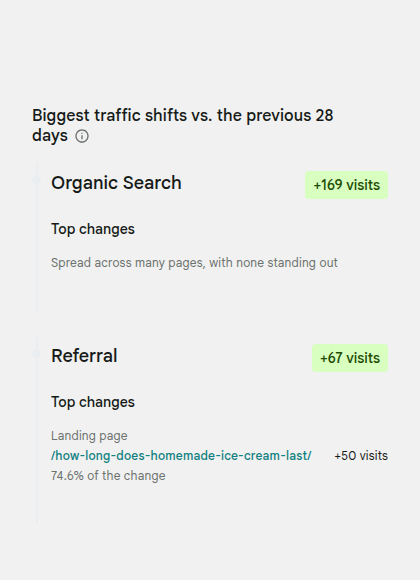 Biggest traffic shifts vs. the previous 28
days
Organic Search
+169 visits
Top changes
Spread across many pages, with none standing out
Referral
+67 visits
Top changes
Landing page
/how-long-does-homemade-ice-cream-last/
+50 visits
74.6% of the change